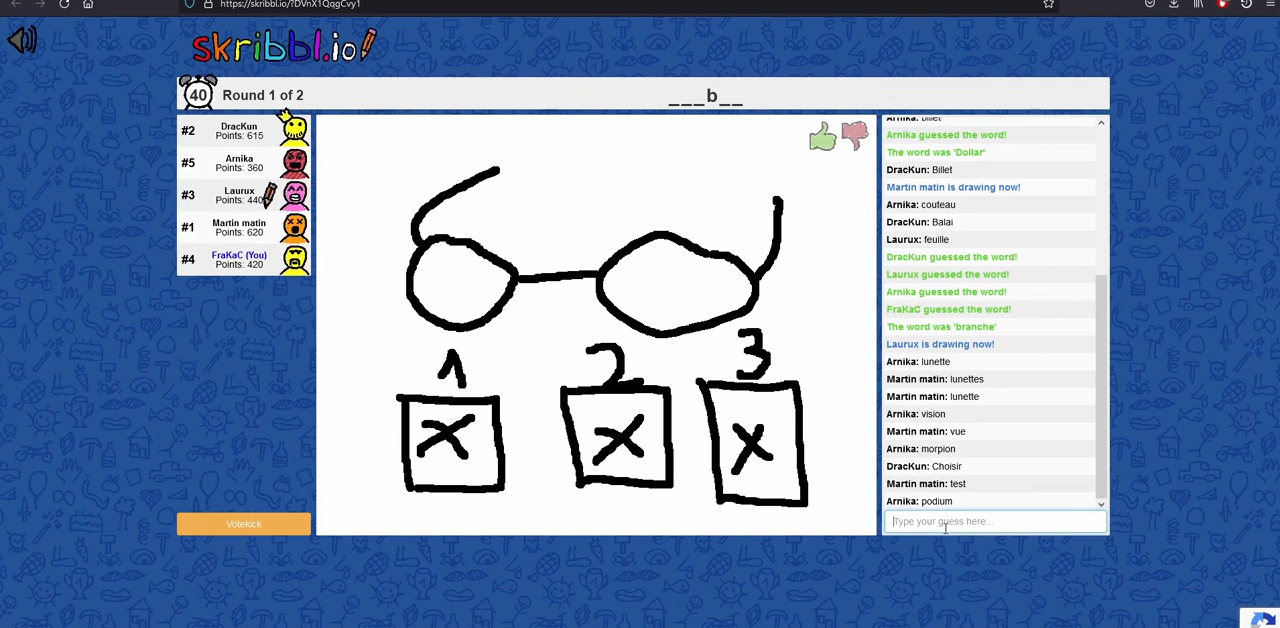 https://skribbl.io/?DVnX1QqgCvy1
skribbl.io
40
Round 1 of 2
___b__
#2 DracKun
Points: 615
#5 Arnika
Points: 360
#3 Laurux
Points: 440
#1 Martin matin
Points: 620
#4 FraKaC (You)
Points: 420
Votekick
1 2 3
X X X
Arnika: billet
Arnika guessed the word!
The word was 'Dollar'
DracKun: Billet
Martin matin is drawing now!
Arnika: couteau
DracKun: Balai
Laurux: feuille
DracKun guessed the word!
Laurux guessed the word!
Arnika guessed the word!
FraKaC guessed the word!
The word was 'branche'
Laurux is drawing now!
Arnika: lunette
Martin matin: lunettes
Martin matin: lunette
Arnika: vision
Martin matin: vue
Arnika: morpion
DracKun: Choisir
Martin matin: test
Arnika: podium
Type your guess here...